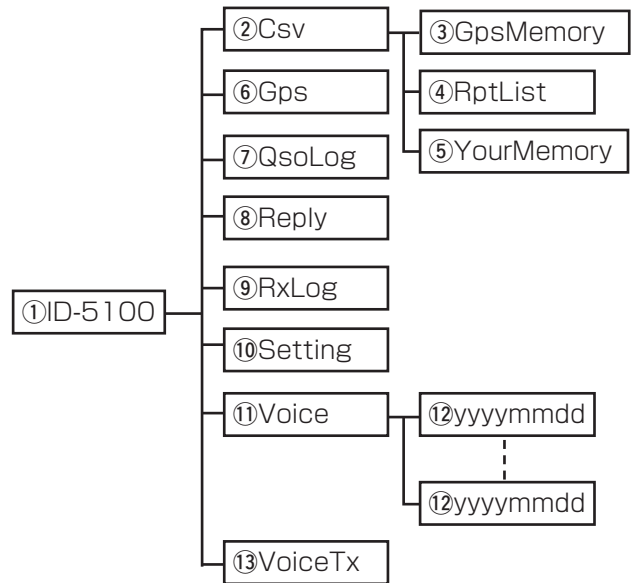 ②Csv
③GpsMemory
⑥Gps
④RptList
⑦QsoLog
⑤YourMemory
⑧Reply
⑨RxLog
①ID-5100
⑩Setting
⑪Voice
⑫yyyymmdd
⑫yyyymmdd
⑬VoiceTx